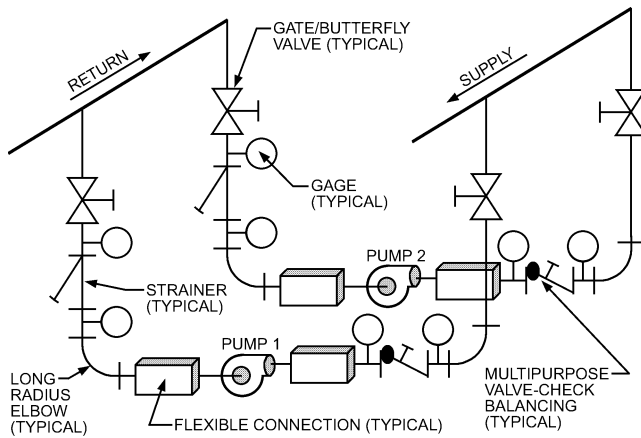 GATE/BUTTERFLY
VALVE (TYPICAL)
RETURN
SUPPLY
GAGE
(TYPICAL)
PUMP 2
STRAINER
(TYPICAL)
PUMP 1
LONG
RADIUS
ELBOW
(TYPICAL)
FLEXIBLE CONNECTION (TYPICAL)
MULTIPURPOSE
VALVE-CHECK
BALANCING
(TYPICAL)